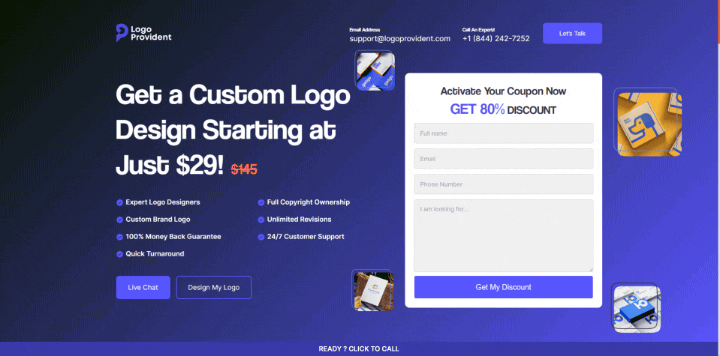 Logo
Provident
Email Address
support@logoprovident.com
Call An Expert!
+1 (844) 242-7252
Let's Talk
Get a Custom Logo
Design Starting at
Just $29! $145
Expert Logo Designers
Full Copyright Ownership
Custom Brand Logo
Unlimited Revisions
100% Money Back Guarantee
24/7 Customer Support
Quick Turnaround
Live Chat
Design My Logo
Activate Your Coupon Now
GET 80% DISCOUNT
Full name
Email
Phone Number
I am looking for...
Get My Discount
READY ? CLICK TO CALL